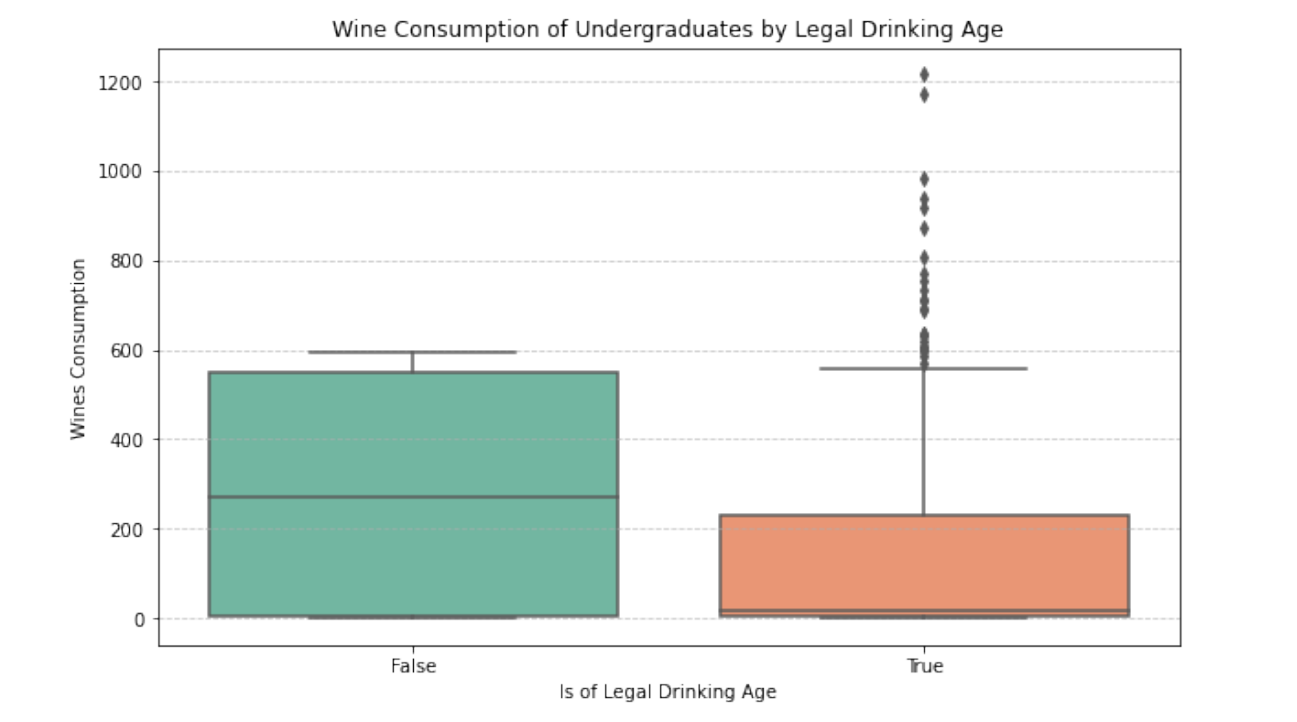 Wine Consumption of Undergraduates by Legal Drinking Age
1200
1000
800
600
400
200
0
Wines Consumption
False
True
Is of Legal Drinking Age